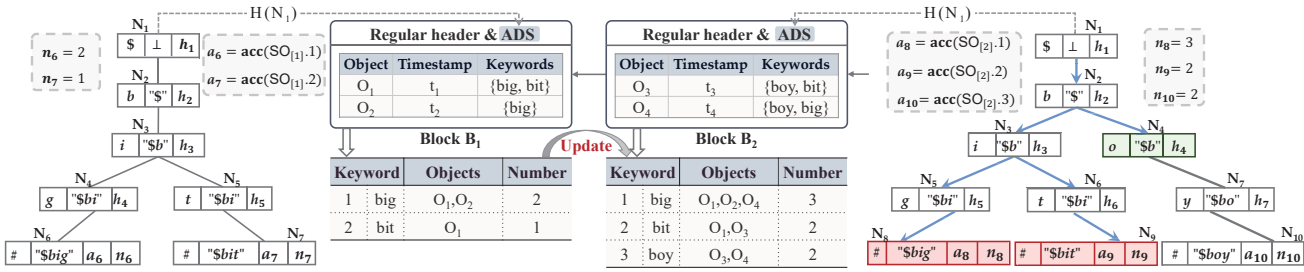 H(N₁)
N₁
$ ⊥ h₁
n₆ = 2
n₇ = 1
a₆ = acc(SO[1].1)
a₇ = acc(SO[1].2)
N₂
b "$" h₂
N₃
i "$b" h₃
N₄
g "$bi" h₄
N₅
t "$bi" h₅
N₆
# "$big" a₆ n₆
N₇
# "$bit" a₇ n₇
Regular header & ADS
Object Timestamp Keywords
O₁ t₁ {big, bit}
O₂ t₂ {big}
Block B₁
Keyword Objects Number
1 big O₁,O₂ 2
2 bit O₁ 1
Update
Regular header & ADS
Object Timestamp Keywords
O₃ t₃ {boy, bit}
O₄ t₄ {boy, big}
Block B₂
Keyword Objects Number
1 big O₁,O₂,O₄ 3
2 bit O₁,O₃ 2
3 boy O₃,O₄ 2
H(N₁)
N₁
$ ⊥ h₁
a₈ = acc(SO[2].1)
a₉ = acc(SO[2].2)
a₁₀ = acc(SO[2].3)
n₈ = 3
n₉ = 2
n₁₀ = 2
N₂
b "$" h₂
N₃
i "$b" h₃
N₄
o "$b" h₄
N₅
g "$bi" h₅
N₆
t "$bi" h₆
N₇
y "$bo" h₇
N₈
# "$big" a₈ n₈
N₉
# "$bit" a₉ n₉
N₁₀
# "$boy" a₁₀ n₁₀